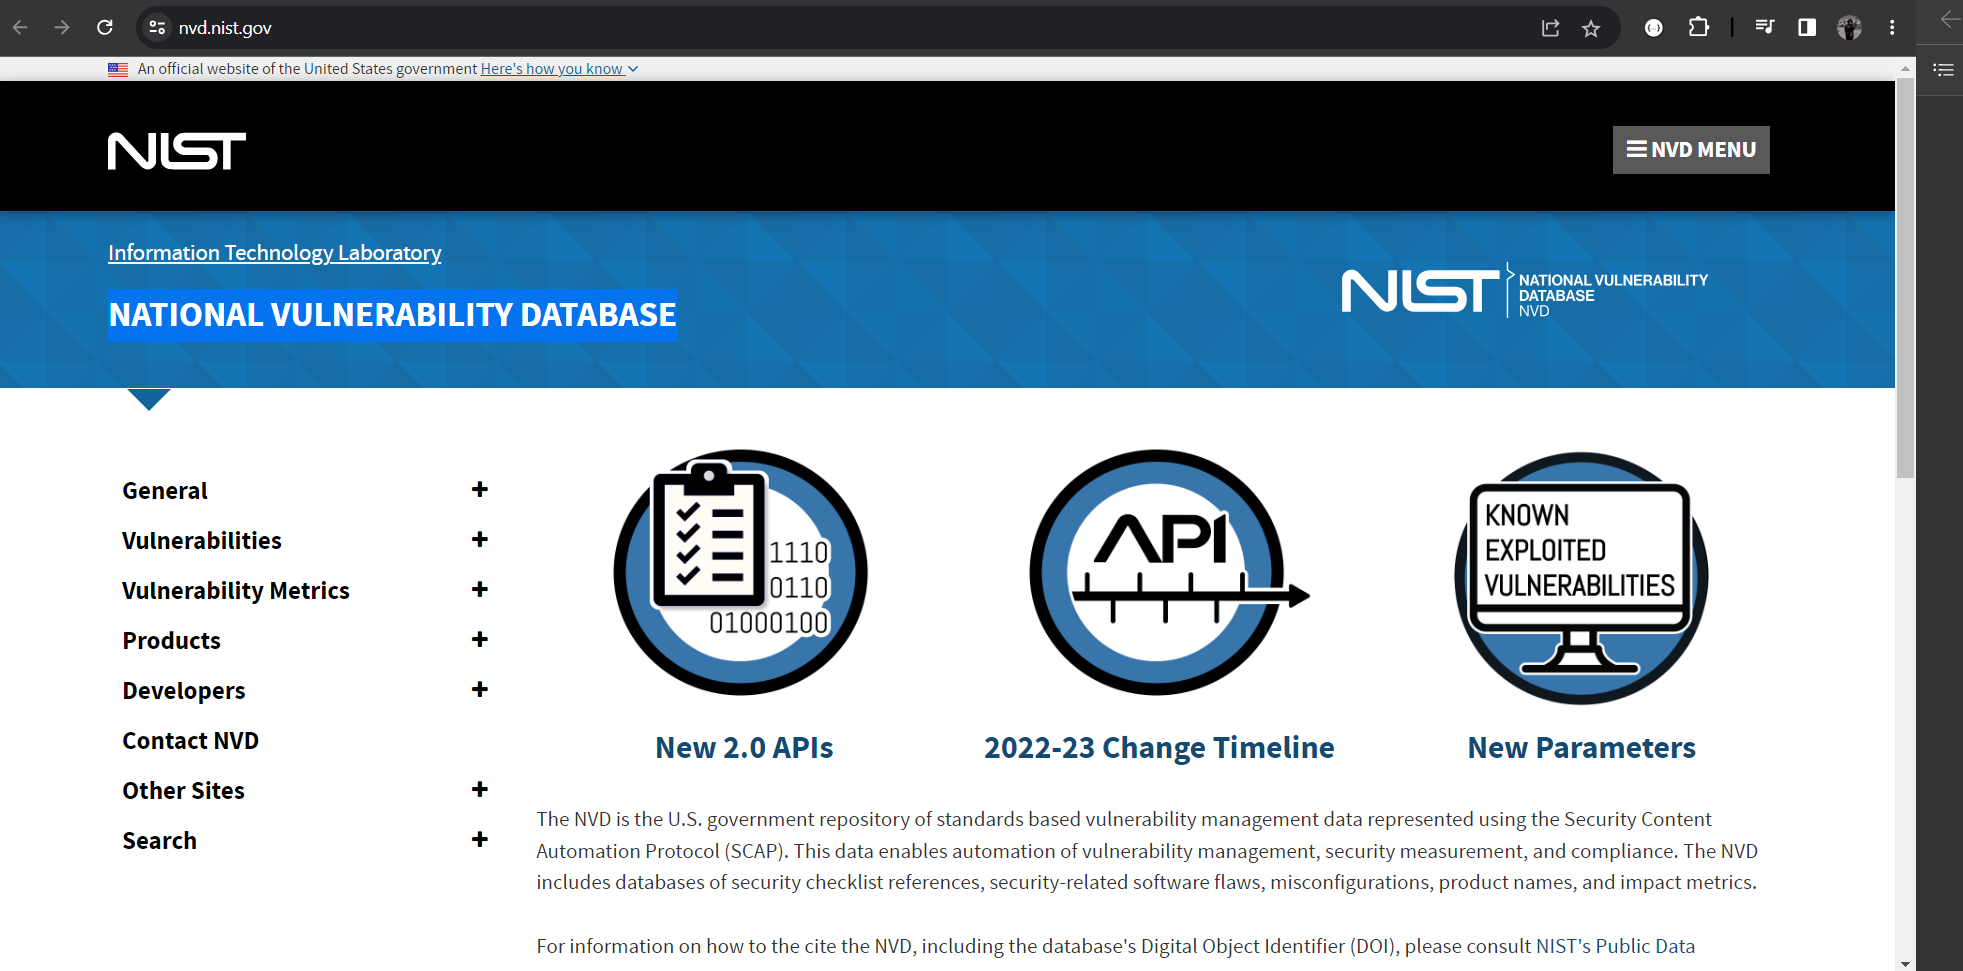 nvd.nist.gov
An official website of the United States government Here's how you know
NIST
NVD MENU
Information Technology Laboratory
NATIONAL VULNERABILITY DATABASE
NIST
NATIONAL VULNERABILITY
DATABASE
NVD
General
Vulnerabilities
Vulnerability Metrics
Products
Developers
Contact NVD
Other Sites
Search
1110
0110
01000100
API
KNOWN
EXPLOITED
VULNERABILITIES
New 2.0 APIs
2022-23 Change Timeline
New Parameters
The NVD is the U.S. government repository of standards based vulnerability management data represented using the Security Content
Automation Protocol (SCAP). This data enables automation of vulnerability management, security measurement, and compliance. The NVD
includes databases of security checklist references, security-related software flaws, misconfigurations, product names, and impact metrics.
For information on how to the cite the NVD, including the database's Digital Object Identifier (DOI), please consult NIST's Public Data